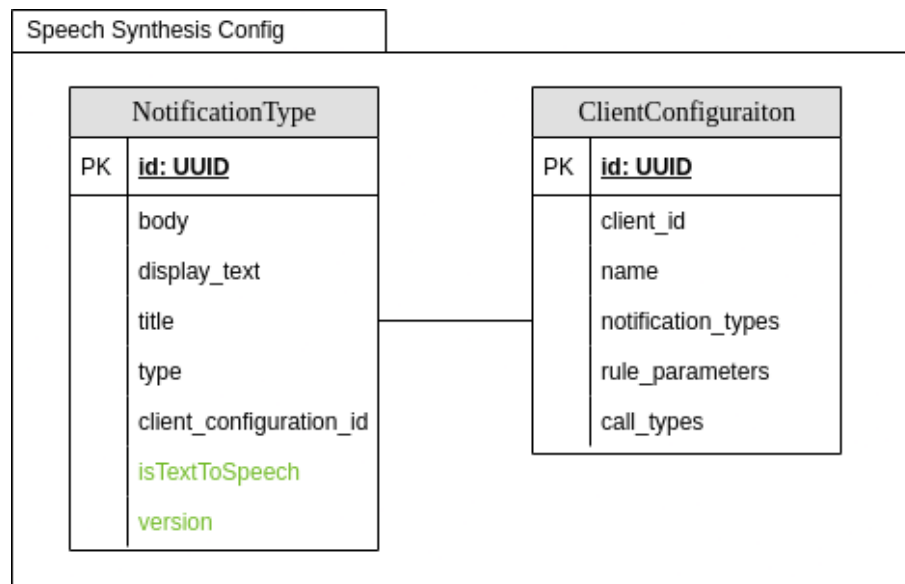 Speech Synthesis Config
NotificationType
PK id: UUID
body
display_text
title
type
client_configuration_id
isTextToSpeech
version
ClientConfiguraiton
PK id: UUID
client_id
name
notification_types
rule_parameters
call_types